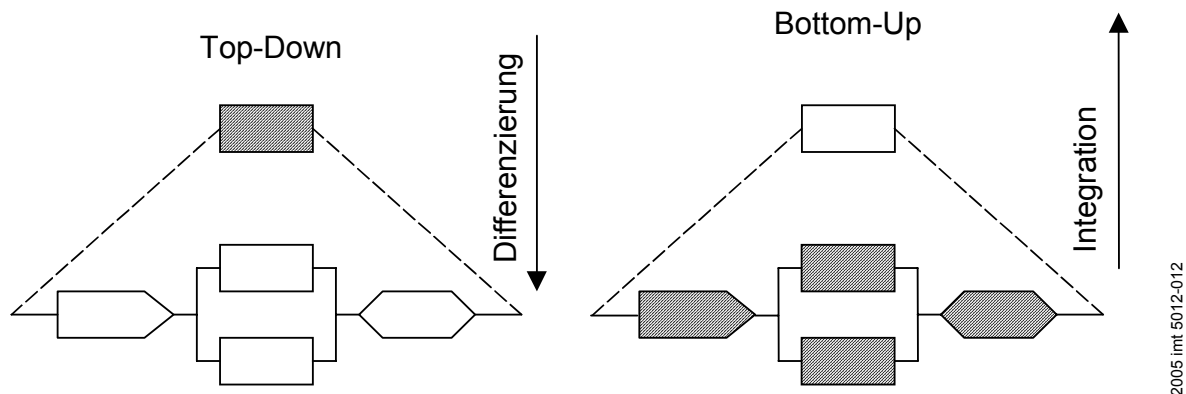 Top-Down
Differenzierung
Bottom-Up
Integration
2005 imt 5012-012